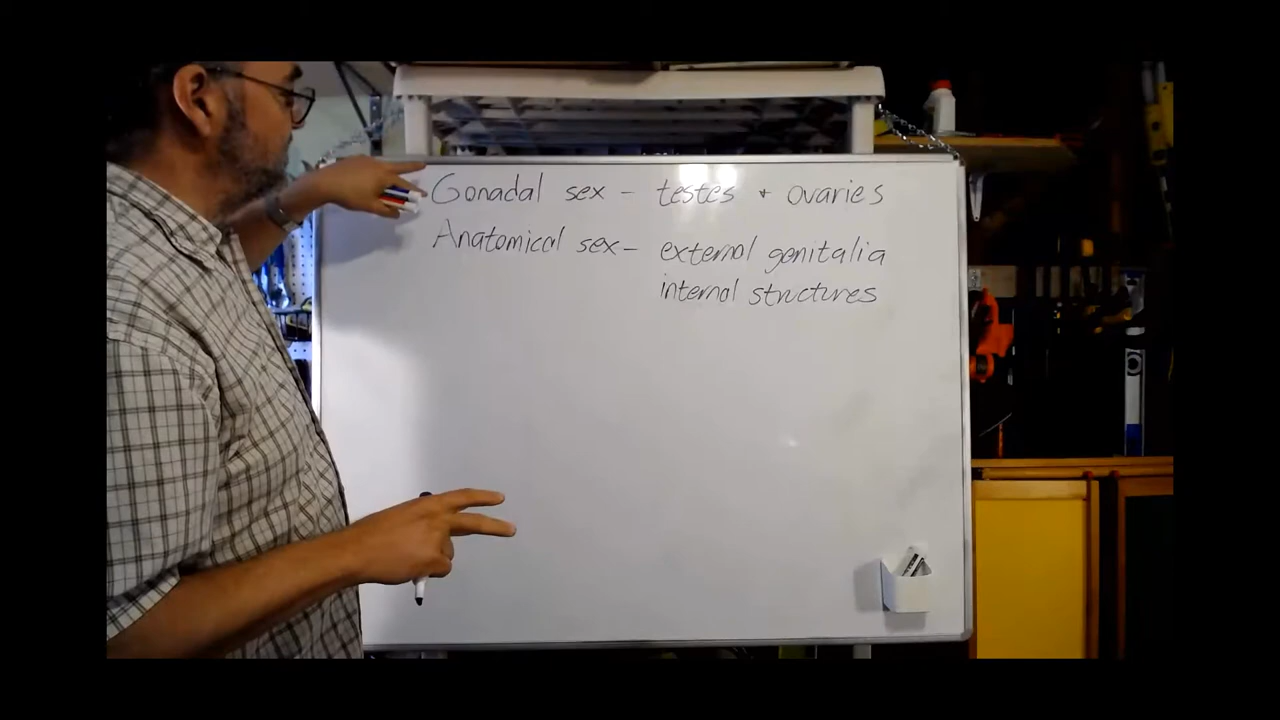 Gonadal sex - testes + ovaries
Anatomical sex - external genitalia
internal structures